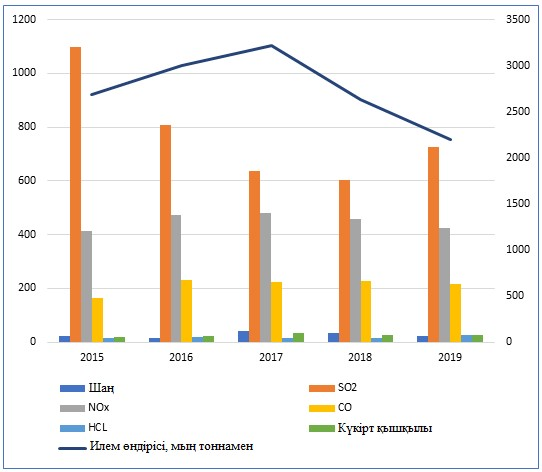 1200 3500
1000 3000
800 2500
600 2000
400 1500
200 1000
0 500
0
2015 2016 2017 2018 2019
Шаң SO2
NOx CO
HCL Күкірт қышқылы
Илем өндірісі, мың тоннамен